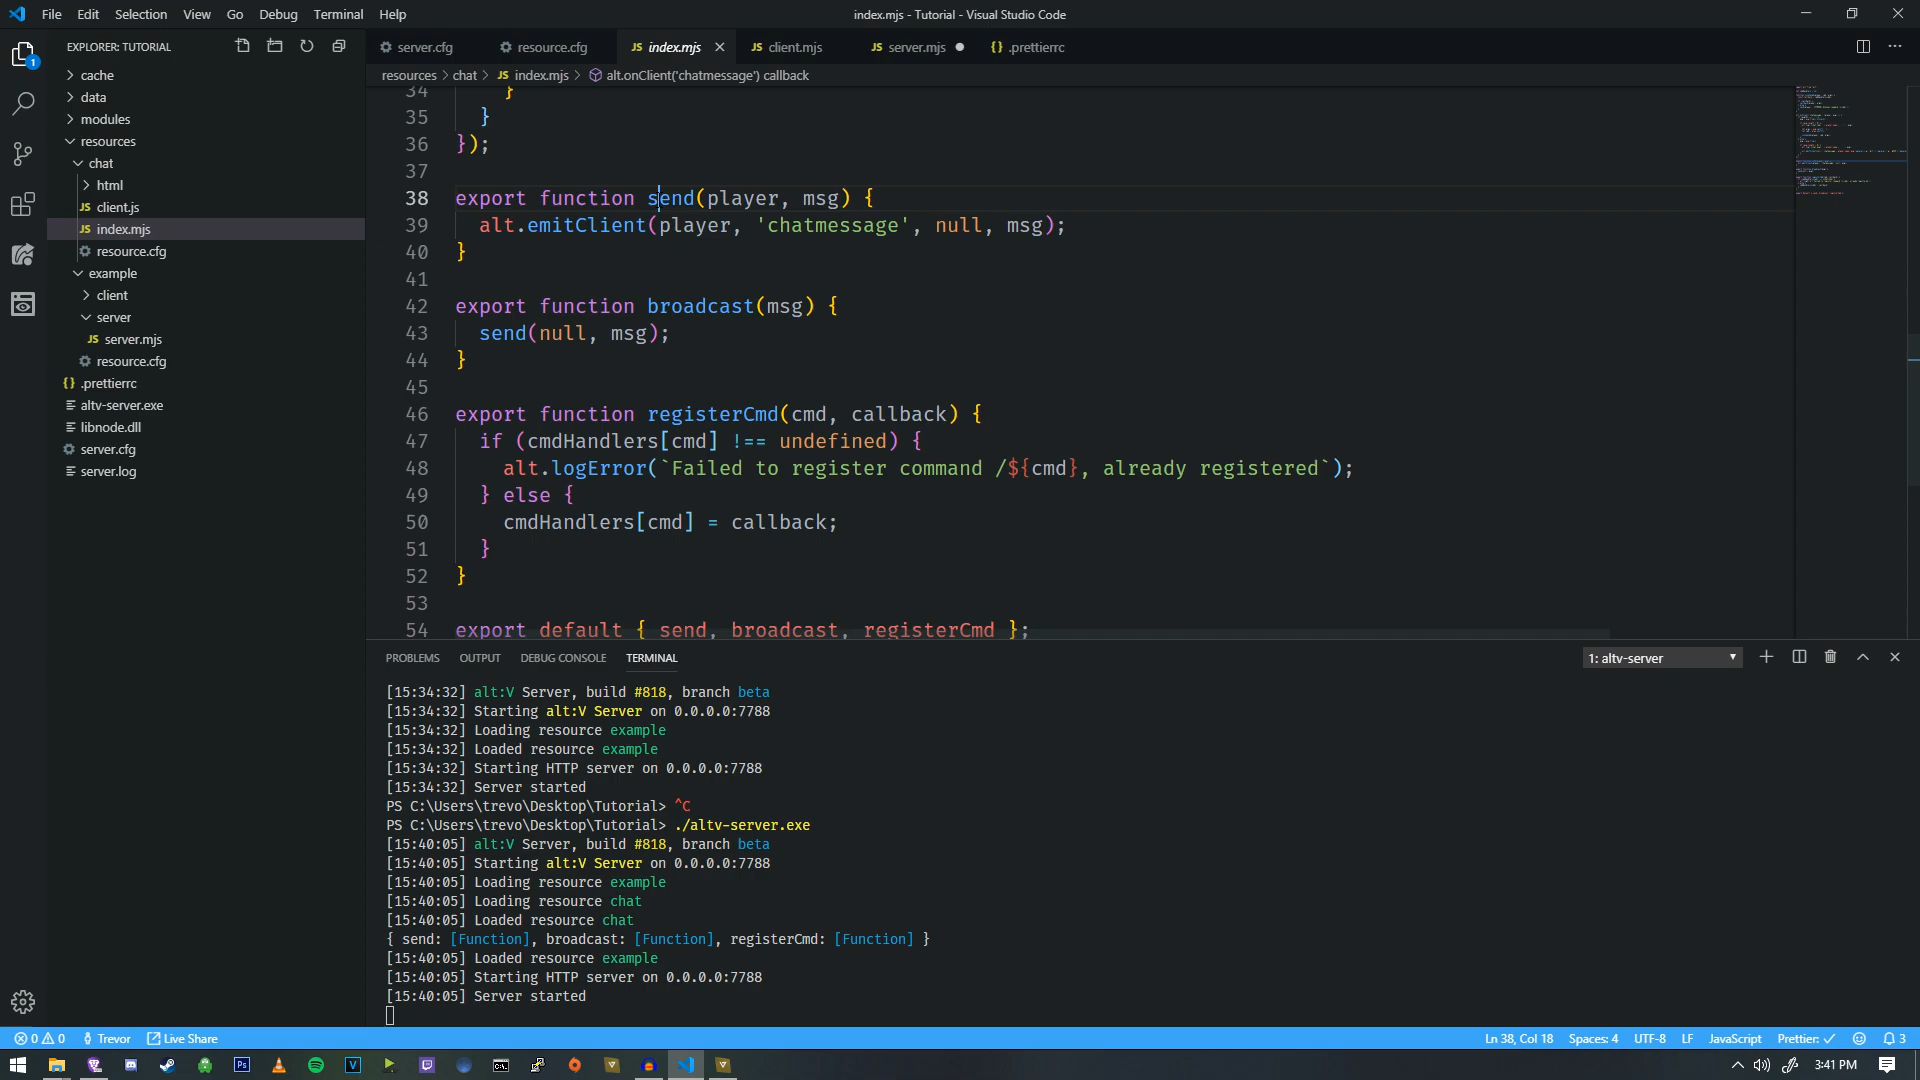 File Edit Selection View Go Debug Terminal Help
index.mjs - Tutorial - Visual Studio Code
EXPLORER: TUTORIAL
server.cfg resource.cfg JS index.mjs JS client.mjs JS server.mjs {} .prettierrc
resources > chat > JS index.mjs > alt.onClient('chatmessage') callback
1
cache
data
modules
resources
chat
html
JS client.js
JS index.mjs
resource.cfg
example
client
server
JS server.mjs
resource.cfg
{} .prettierrc
altv-server.exe
libnode.dll
server.cfg
server.log
34 }
35 }
36 });
37
38 export function send(player, msg) {
39 alt.emitClient(player, 'chatmessage', null, msg);
40 }
41
42 export function broadcast(msg) {
43 send(null, msg);
44 }
45
46 export function registerCmd(cmd, callback) {
47 if (cmdHandlers[cmd] !== undefined) {
48 alt.logError(`Failed to register command /${cmd}, already registered`);
49 } else {
50 cmdHandlers[cmd] = callback;
51 }
52 }
53
54 export default { send, broadcast, registerCmd };
PROBLEMS OUTPUT DEBUG CONSOLE TERMINAL
1: altv-server
[15:34:32] alt:V Server, build #818, branch beta
[15:34:32] Starting alt:V Server on 0.0.0.0:7788
[15:34:32] Loading resource example
[15:34:32] Loaded resource example
[15:34:32] Starting HTTP server on 0.0.0.0:7788
[15:34:32] Server started
PS C:\Users\trevo\Desktop\Tutorial> ^C
PS C:\Users\trevo\Desktop\Tutorial> ./altv-server.exe
[15:40:05] alt:V Server, build #818, branch beta
[15:40:05] Starting alt:V Server on 0.0.0.0:7788
[15:40:05] Loading resource example
[15:40:05] Loading resource chat
[15:40:05] Loaded resource chat
{ send: [Function], broadcast: [Function], registerCmd: [Function] }
[15:40:05] Loaded resource example
[15:40:05] Starting HTTP server on 0.0.0.0:7788
[15:40:05] Server started
0 0 Trevor Live Share
Ln 38, Col 18 Spaces: 4 UTF-8 LF JavaScript Prettier: ✓ 3
Ps V
3:41 PM